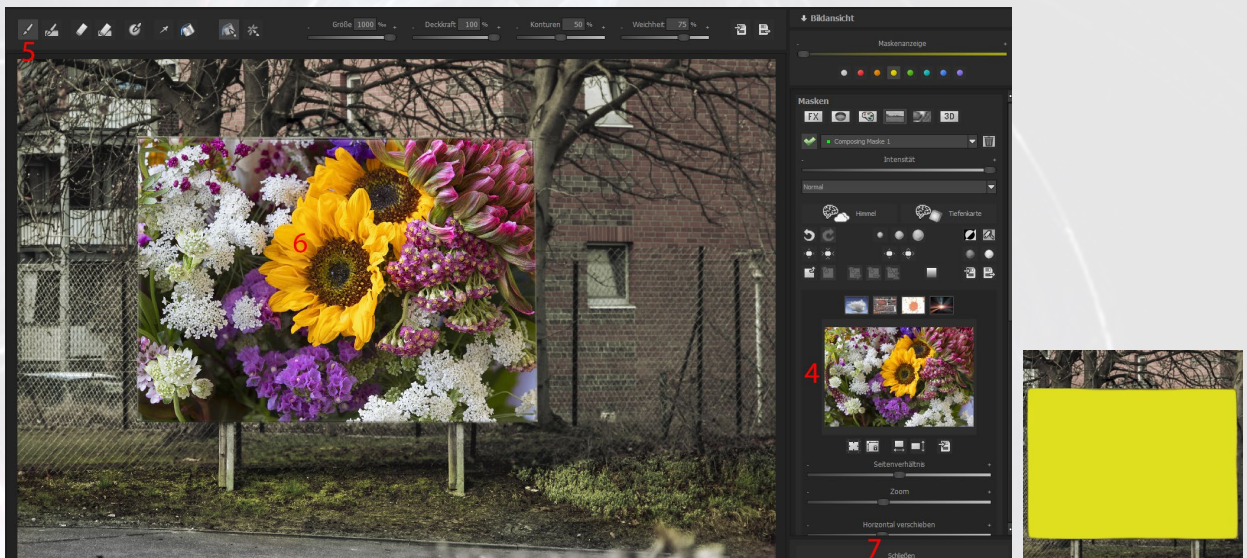 Größe 1000 ‰
Deckkraft 100 %
Konturen 50 %
Weichheit 75 %
5
6
Bildansicht
Maskenanzeige
Masken
FX
3D
Composing Maske 1
Intensität
Normal
Himmel
Tiefenkarte
4
Seitenverhältnis
Zoom
Horizontal verschieben
7
Schließen